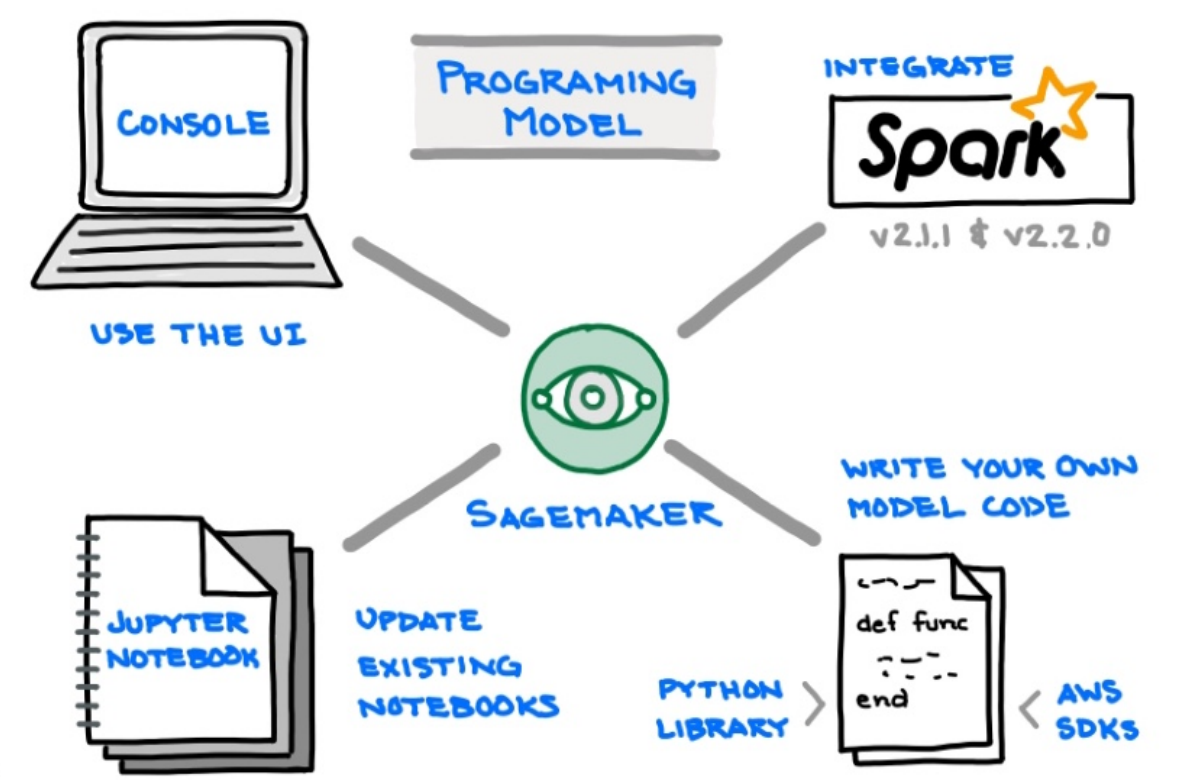 PROGRAMING
MODEL
CONSOLE
USE THE UI
INTEGRATE
Spark
v2.1.1 & v2.2.0
SAGEMAKER
JUPYTER
NOTEBOOK
UPDATE
EXISTING
NOTEBOOKS
WRITE YOUR OWN
MODEL CODE
def func
end
PYTHON
LIBRARY
AWS
SDKS